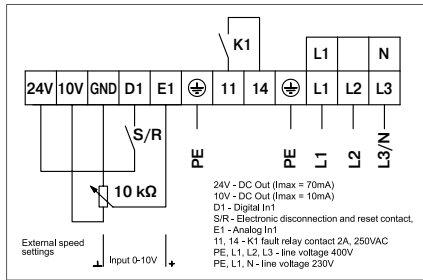 K1
L1 N
24V 10V GND D1 E1 11 14 L1 L2 L3
S/R
PE PE L1 L2 L3/N
10 kΩ
24V - DC Out (Imax = 70mA)
10V - DC Out (Imax = 10mA)
D1 - Digital In1
S/R - Electronic disconnection and reset contact,
E1 - Analog In1
11, 14 - K1 fault relay contact 2A, 250VAC
PE, L1, L2, L3 - line voltage 400V
PE, L1, N - line voltage 230V
External speed
settings
⊥ Input 0-10V +